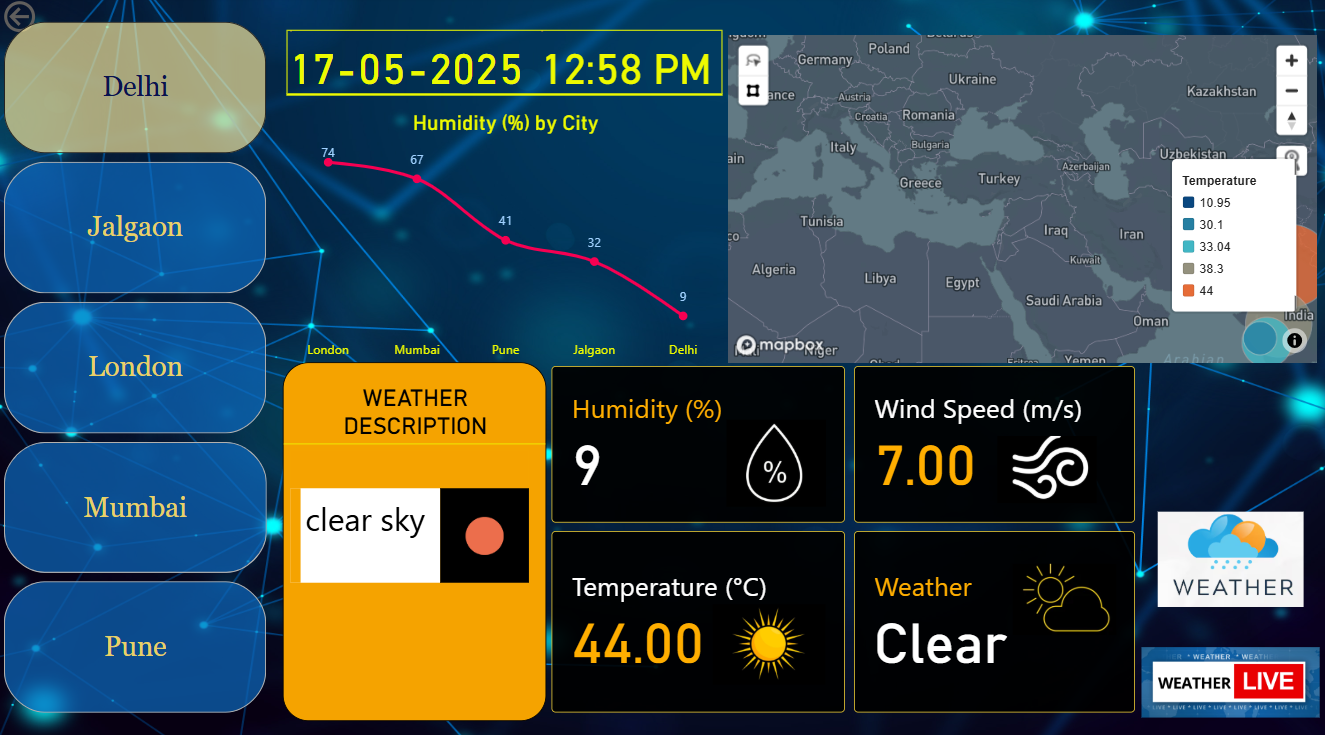 Delhi
Jalgaon
London
Mumbai
Pune
17-05-2025 12:58 PM
Humidity (%) by City
74
67
41
32
9
London
Mumbai
Pune
Jalgaon
Delhi
Poland
Germany
Ukraine
Kazakhstan
Austria
Croatia
Romania
Italy
Bulgaria
Uzbekistan
Azerbaijan
Greece
Turkey
Tunisia
Iraq
Iran
Algeria
Libya
Egypt
Kuwait
Saudi Arabia
Oman
India
Niger
Eritrea
Yemen
Arabian
mapbox
Temperature
10.95
30.1
33.04
38.3
44
WEATHER
DESCRIPTION
clear sky
Humidity (%)
9
%
Wind Speed (m/s)
7.00
Temperature (°C)
44.00
Weather
Clear
WEATHER
WEATHER LIVE